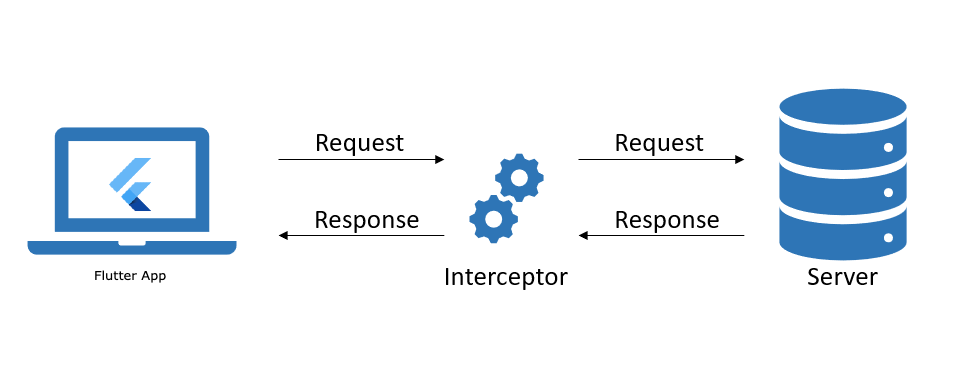 Request
Request
Response
Response
Flutter App
Interceptor
Server